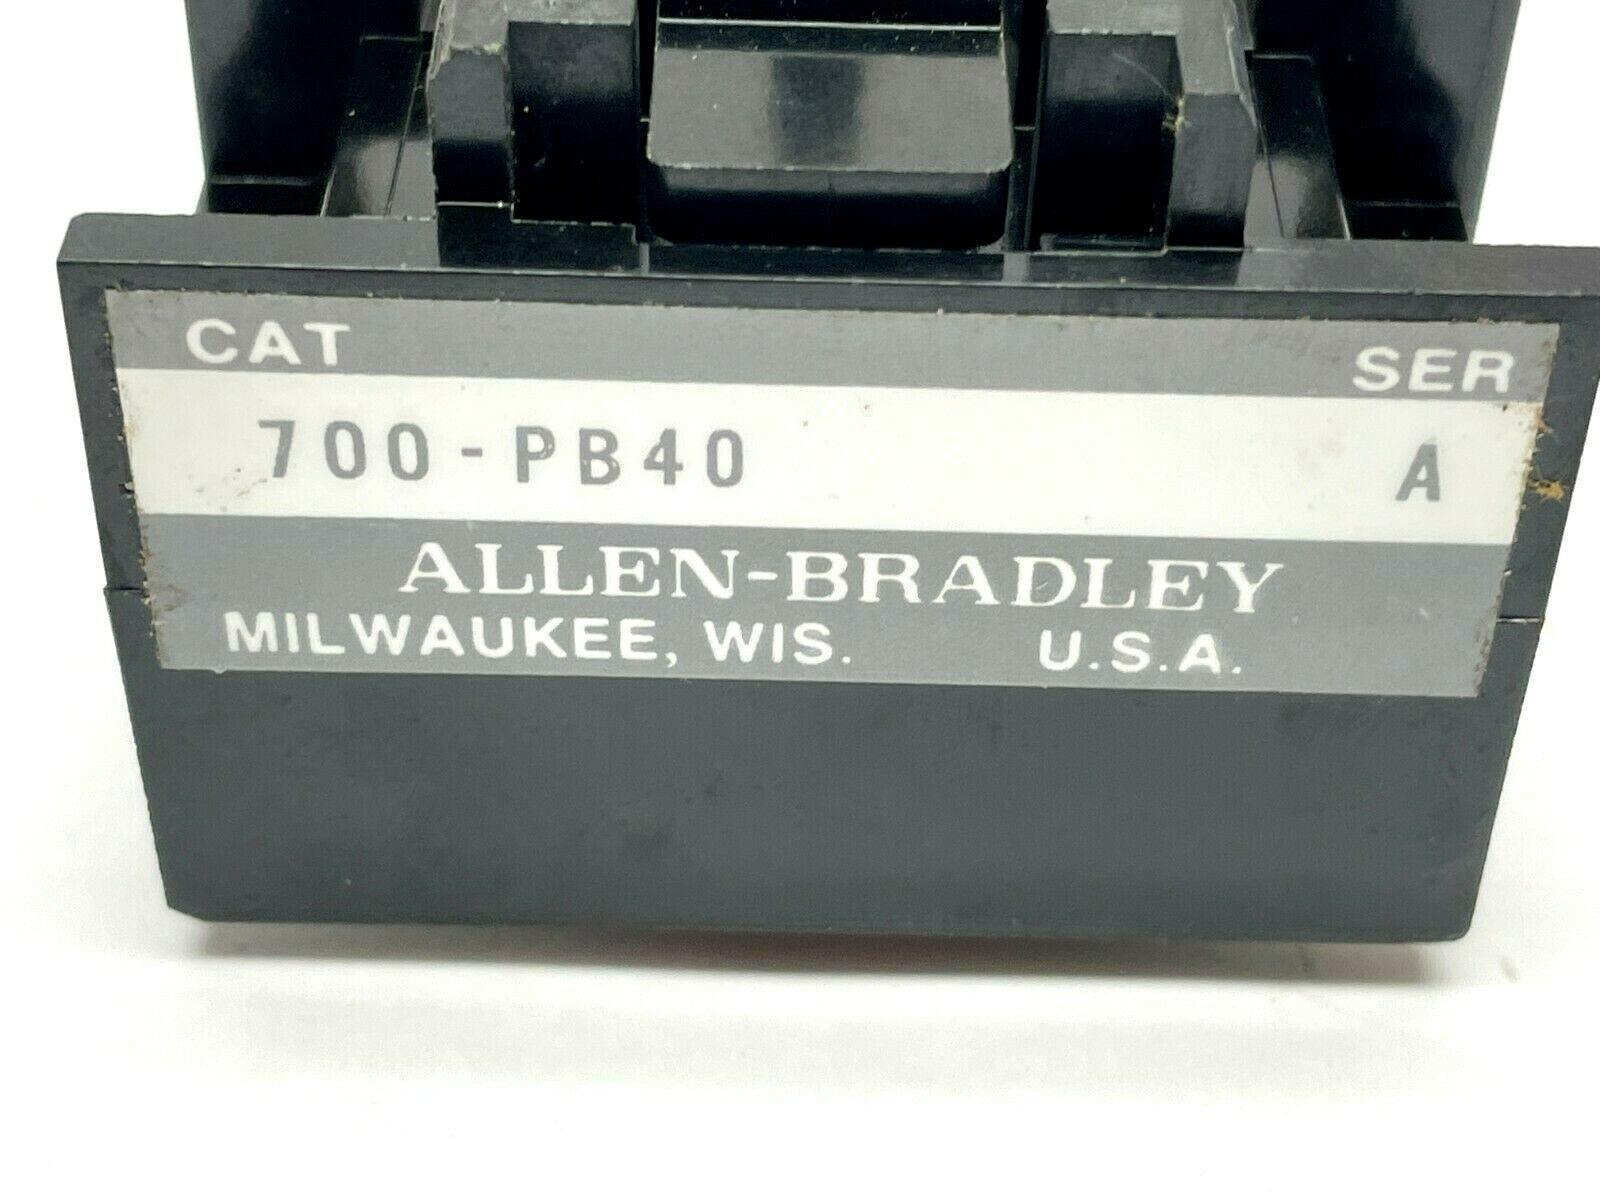 CAT SER
700-PB40 A
ALLEN-BRADLEY
MILWAUKEE, WIS. U.S.A.